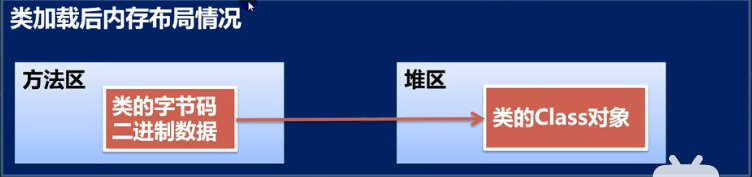 类加载后内存布局情况
方法区
类的字节码
二进制数据
堆区
类的Class对象